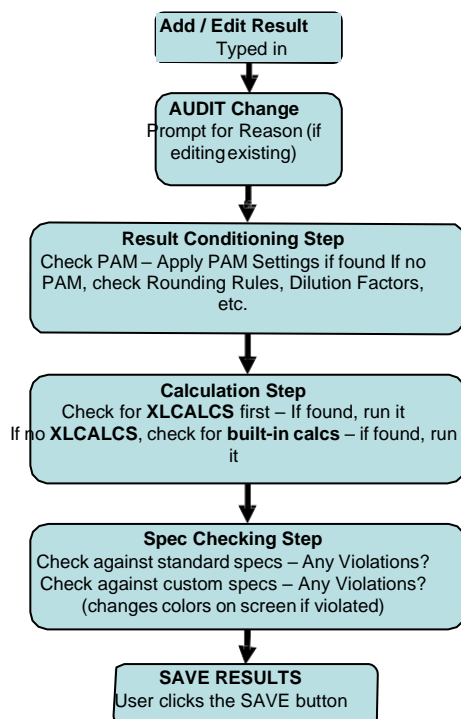 Add / Edit Result
Typed in
AUDIT Change
Prompt for Reason (if
editing existing)
Result Conditioning Step
Check PAM – Apply PAM Settings if found If no
PAM, check Rounding Rules, Dilution Factors,
etc.
Calculation Step
Check for XLCALCS first – If found, run it
If no XLCALCS, check for built-in calcs – if found, run
it
Spec Checking Step
Check against standard specs – Any Violations?
Check against custom specs – Any Violations?
(changes colors on screen if violated)
SAVE RESULTS
User clicks the SAVE button